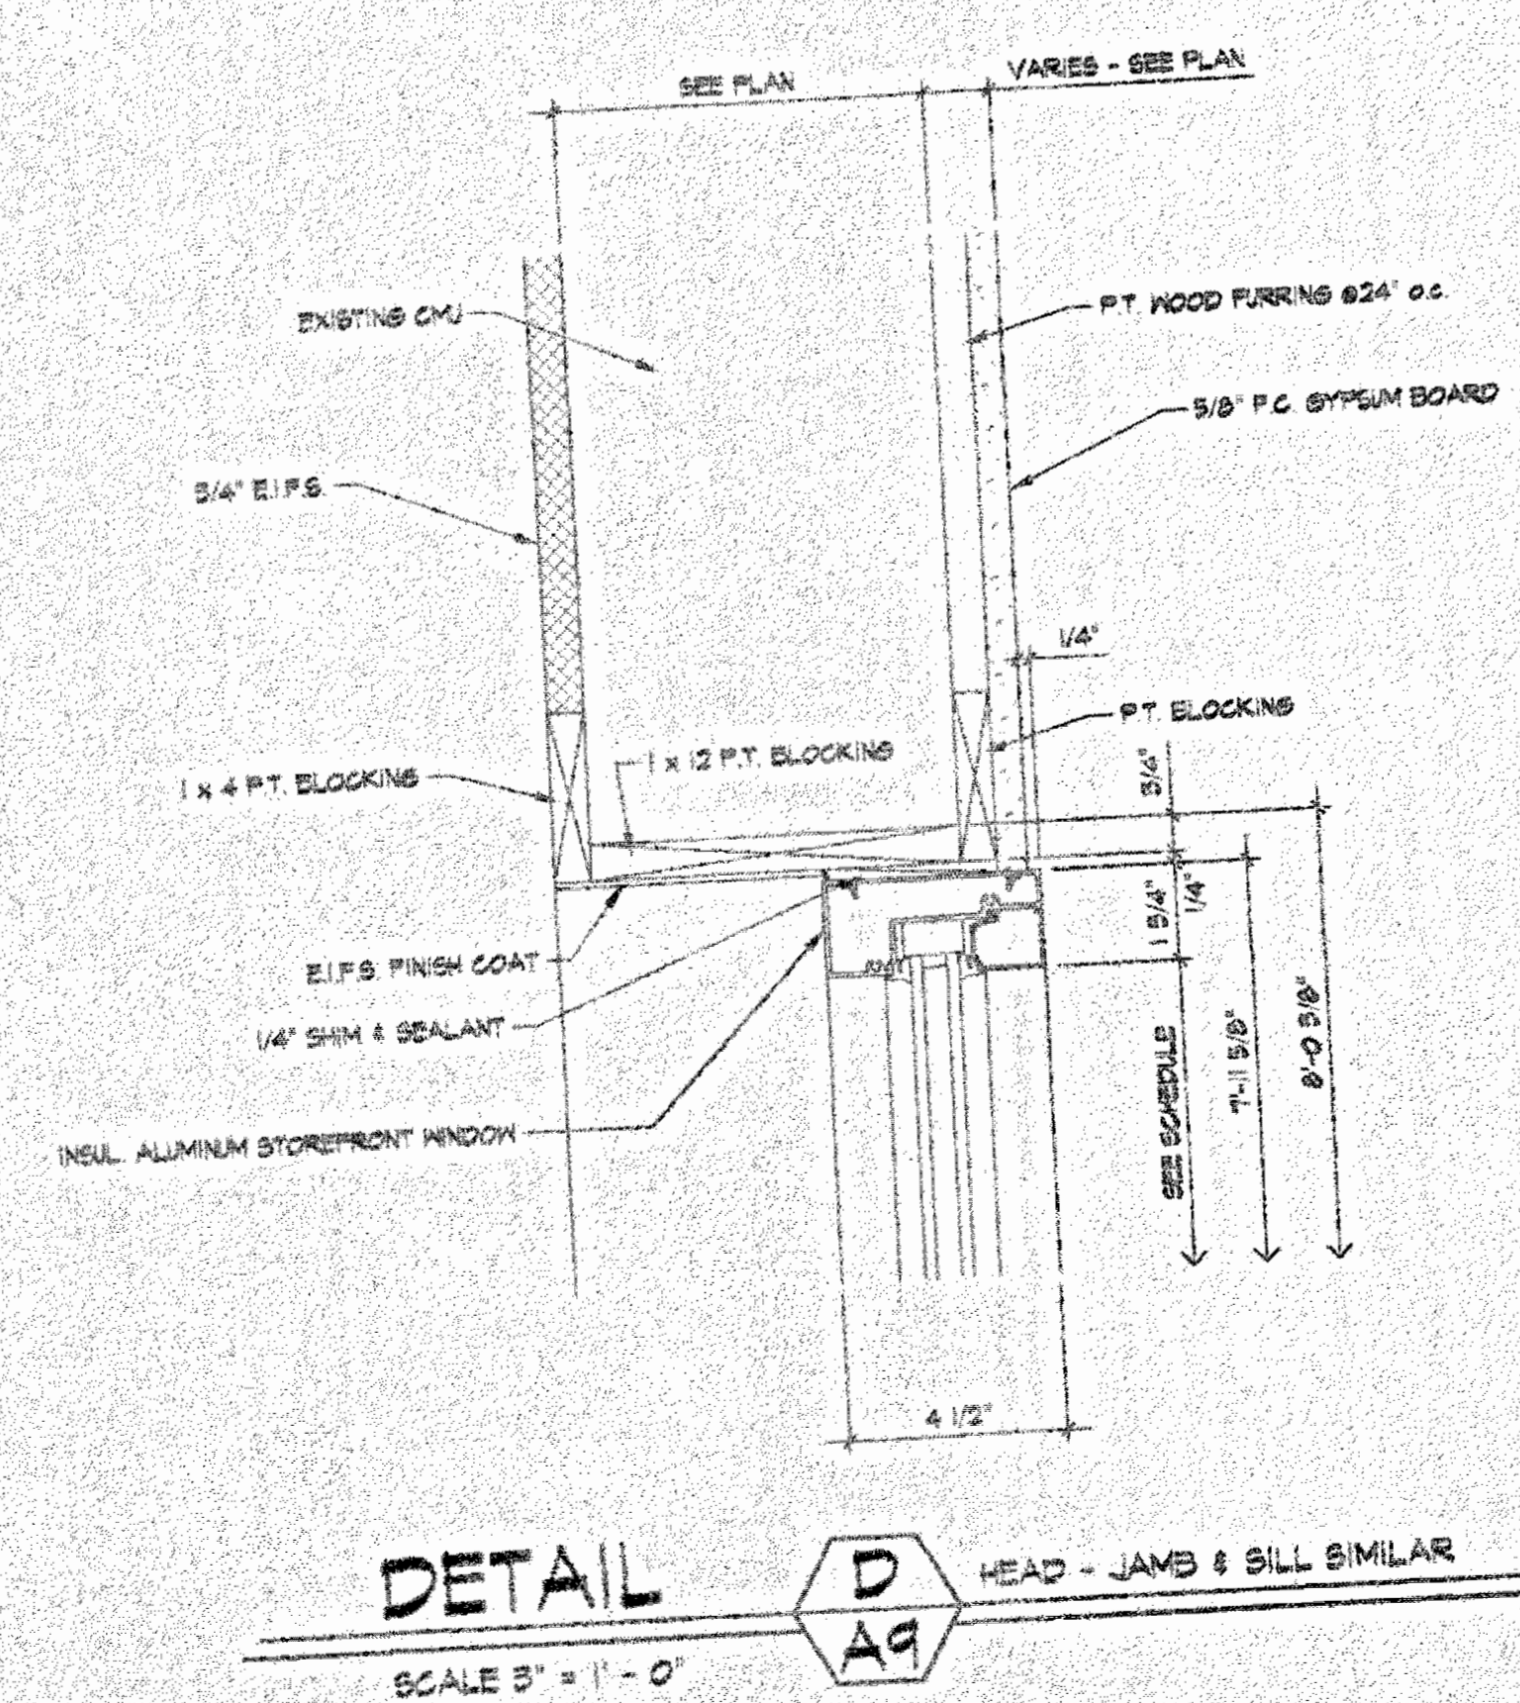 SEE PLAN
VARIES - SEE PLAN
EXISTING CMU
P.T. WOOD FURRING @24" o.c.
5/8" F.C. GYPSUM BOARD
3/4" E.I.F.S.
1/4"
P.T. BLOCKING
1 x 12 P.T. BLOCKING
1 x 4 P.T. BLOCKING
3/4"
1 3/4"
1/4"
E.I.F.S. FINISH COAT
1/4" SHIM & SEALANT
SEE SCHEDULE
7'-11 5/8"
8'-0 3/8"
INSUL. ALUMINUM STOREFRONT WINDOW
4 1/2"
DETAIL
D
A9
HEAD - JAMB & SILL SIMILAR
SCALE 3" = 1' - 0"